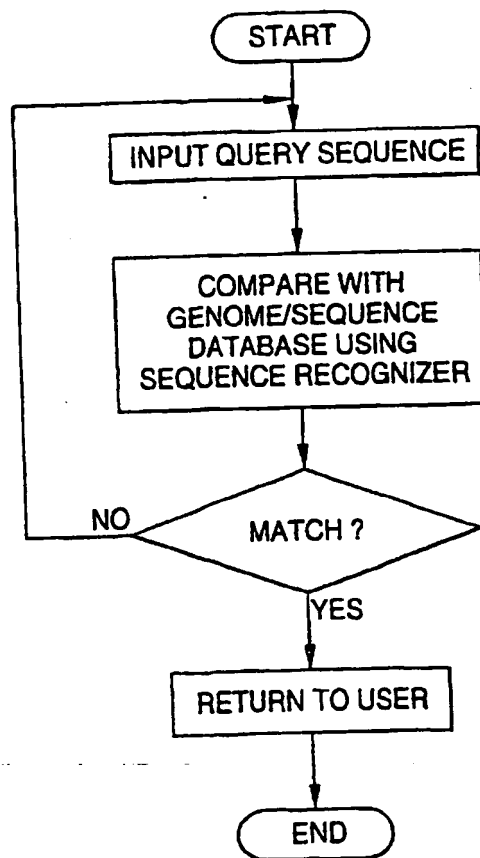 START
INPUT QUERY SEQUENCE
COMPARE WITH
GENOME/SEQUENCE
DATABASE USING
SEQUENCE RECOGNIZER
MATCH ?
NO
YES
RETURN TO USER
END